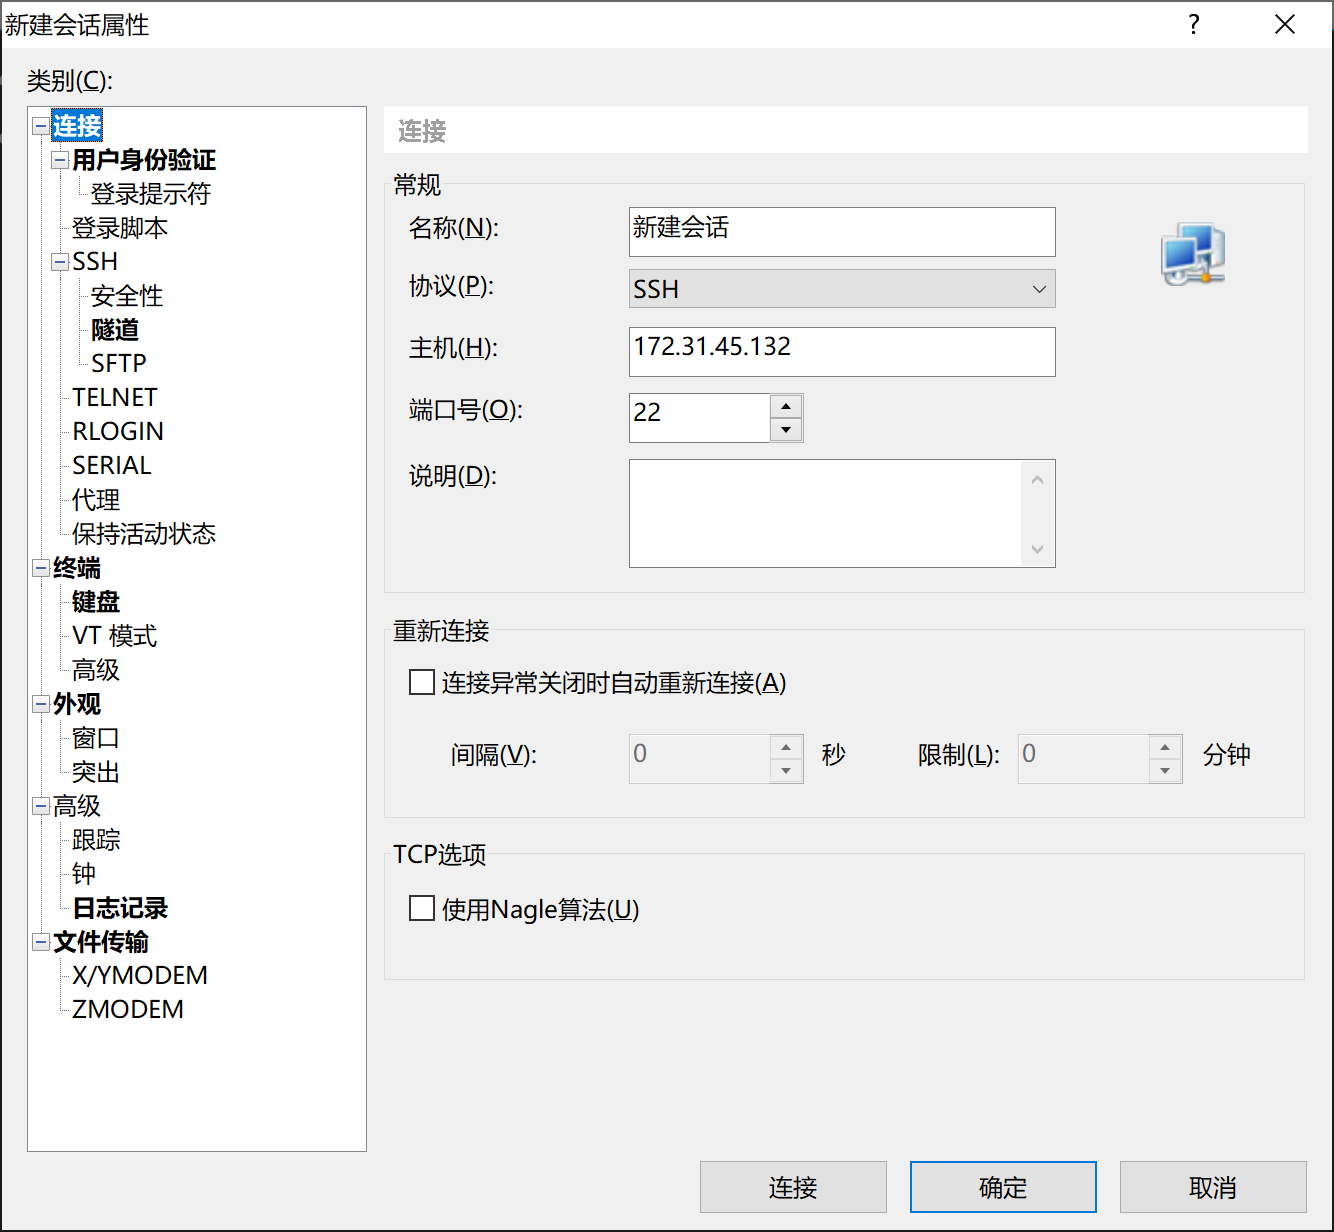 新建会话属性
?
类别(C):
连接
用户身份验证
登录提示符
登录脚本
SSH
安全性
隧道
SFTP
TELNET
RLOGIN
SERIAL
代理
保持活动状态
终端
键盘
VT 模式
高级
外观
窗口
突出
高级
跟踪
钟
日志记录
文件传输
X/YMODEM
ZMODEM
连接
常规
名称(N): 新建会话
协议(P): SSH
主机(H): 172.31.45.132
端口号(O): 22
说明(D):
重新连接
连接异常关闭时自动重新连接(A)
间隔(V): 0 秒 限制(L): 0 分钟
TCP选项
使用Nagle算法(U)
连接 确定 取消